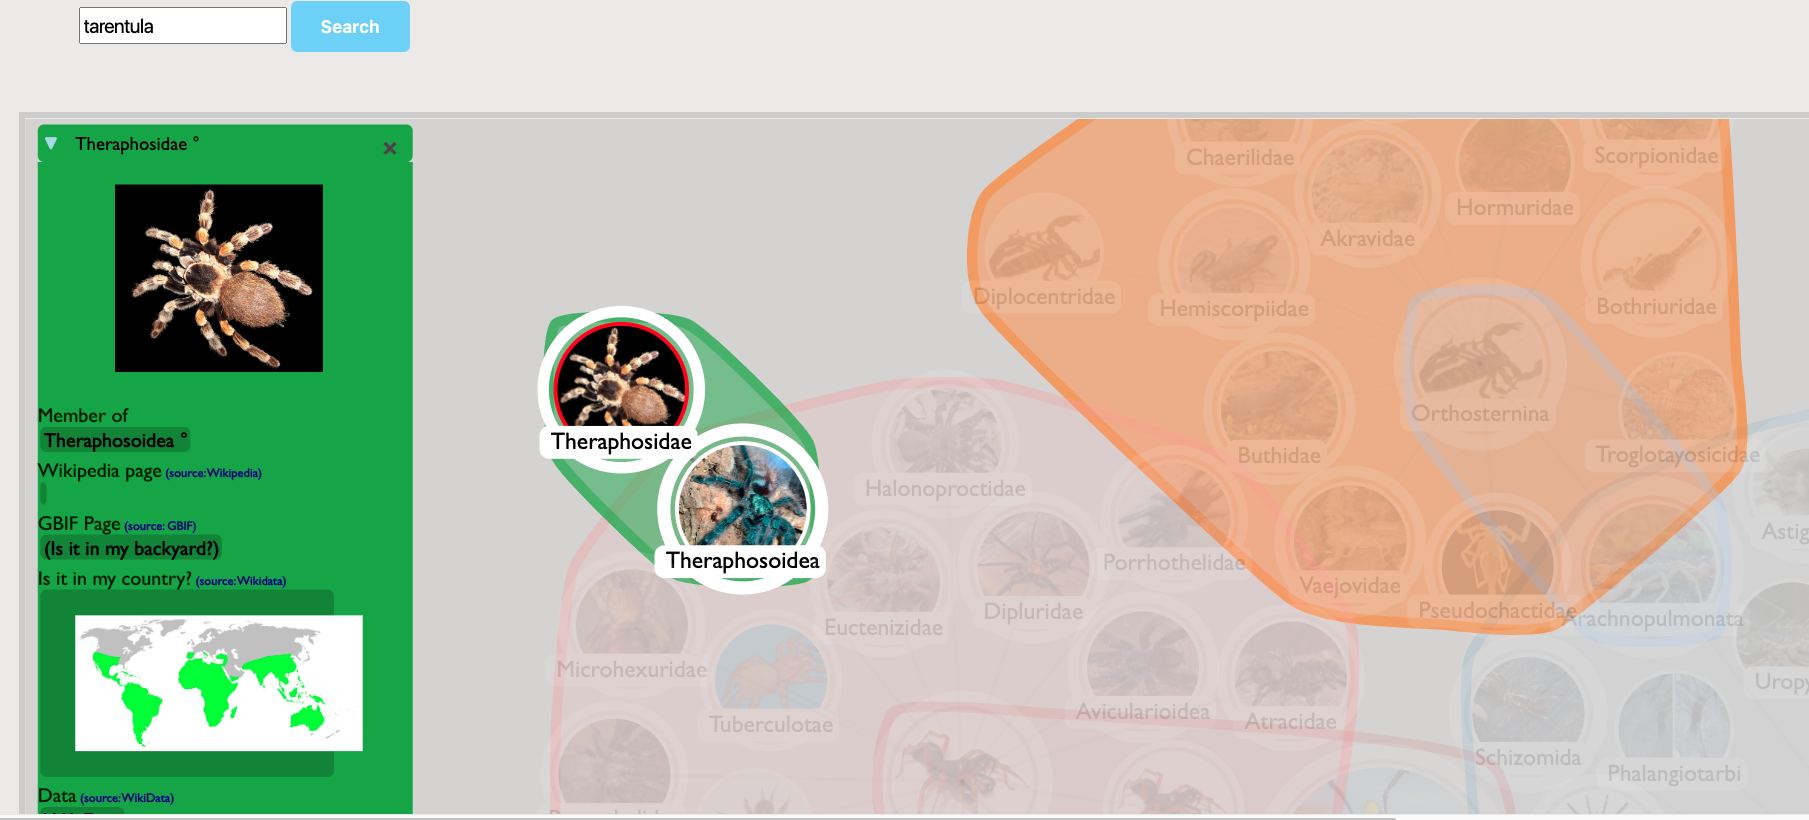 tarentula
Search
Theraphosidae °
Member of
Theraphosoidea °
Wikipedia page (source:Wikipedia)
GBIF Page (source: GBIF)
(Is it in my backyard?)
Is it in my country? (source:Wikidata)
Data (source:WikiData)
Chaerilidae
Scorpionidae
Hormuridae
Akravidae
Diplocentridae
Hemiscorpiidae
Bothriuridae
Orthosternina
Theraphosidae
Buthidae
Troglotayosicidae
Halonoproctidae
Astig
Theraphosoidea
Porrhothelidae
Vaejovidae
Dipluridae
Pseudochactidae
Arachnopulmonata
Euctenizidae
Microhexuridae
Uropy
Avicularioidea
Atracidae
Tuberculotae
Schizomida
Phalangiotarbi